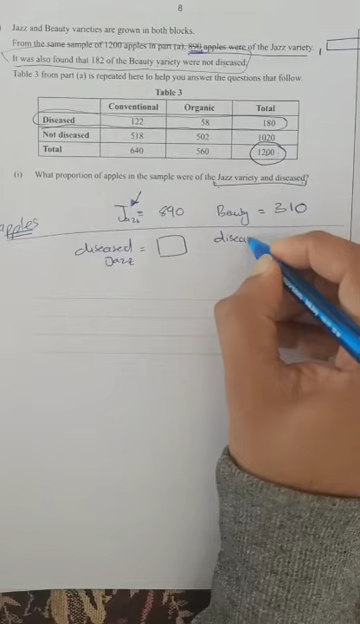 8
Jazz and Beauty varieties are grown in both blocks.
From the same sample of 1200 apples in part (a), 890 apples were of the Jazz variety.
It was also found that 182 of the Beauty variety were not diseased.
Table 3 from part (a) is repeated here to help you answer the questions that follow.
Table 3
Conventional Organic Total
Diseased 122 58 180
Not diseased 518 502 1020
Total 640 560 1200
(i) What proportion of apples in the sample were of the Jazz variety and diseased?
Jazz = 890 Beauty = 310
apples
diseased = disea
Jazz